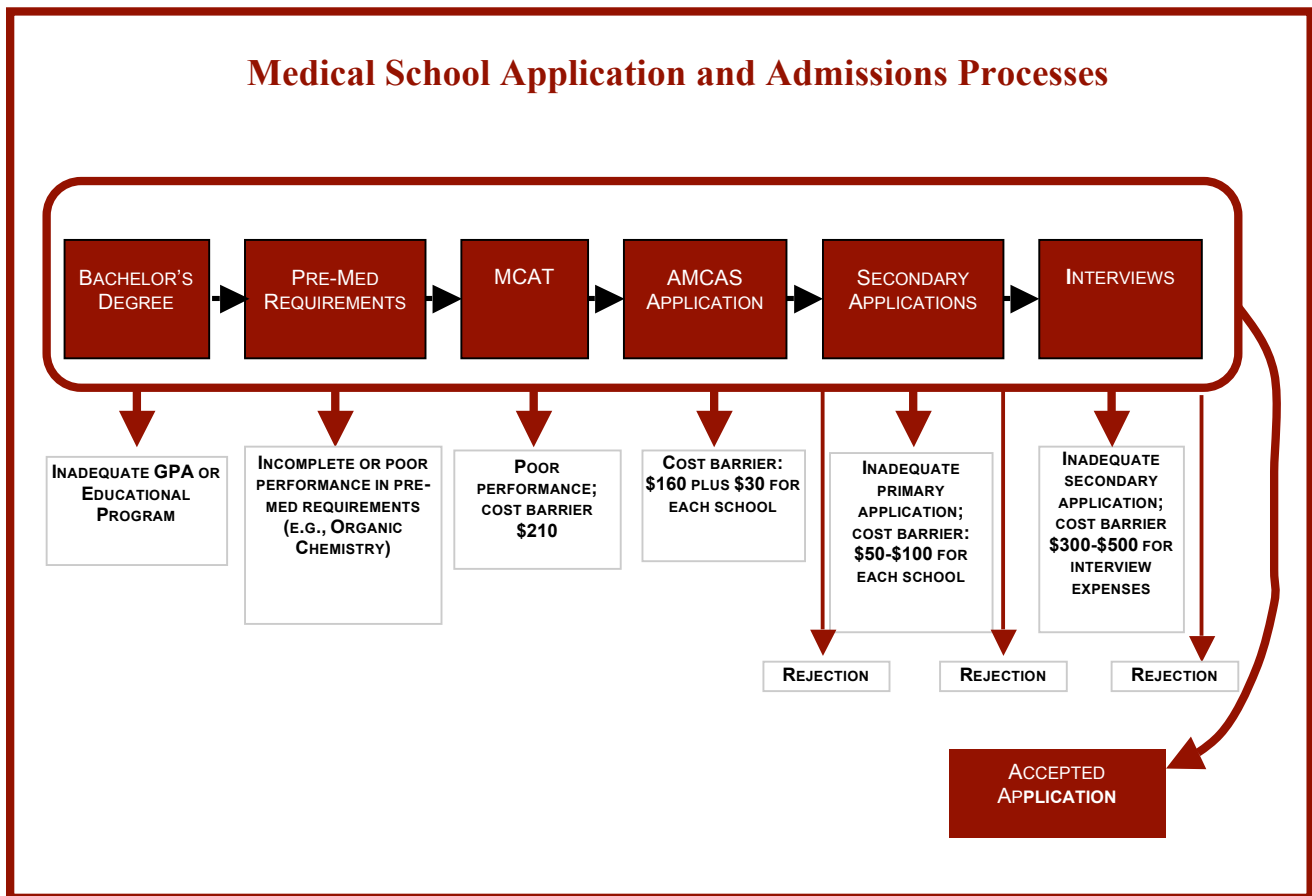 Medical School Application and Admissions Processes
BACHELOR'S
DEGREE
PRE-MED
REQUIREMENTS
MCAT
AMCAS
APPLICATION
SECONDARY
APPLICATIONS
INTERVIEWS
INADEQUATE GPA OR
EDUCATIONAL
PROGRAM
INCOMPLETE OR POOR
PERFORMANCE IN PRE-
MED REQUIREMENTS
(E.G., ORGANIC
CHEMISTRY)
POOR
PERFORMANCE;
COST BARRIER
$210
COST BARRIER:
$160 PLUS $30 FOR
EACH SCHOOL
INADEQUATE
PRIMARY
APPLICATION;
COST BARRIER:
$50-$100 FOR
EACH SCHOOL
INADEQUATE
SECONDARY
APPLICATION;
COST BARRIER
$300-$500 FOR
INTERVIEW
EXPENSES
REJECTION
REJECTION
REJECTION
ACCEPTED
APPLICATION